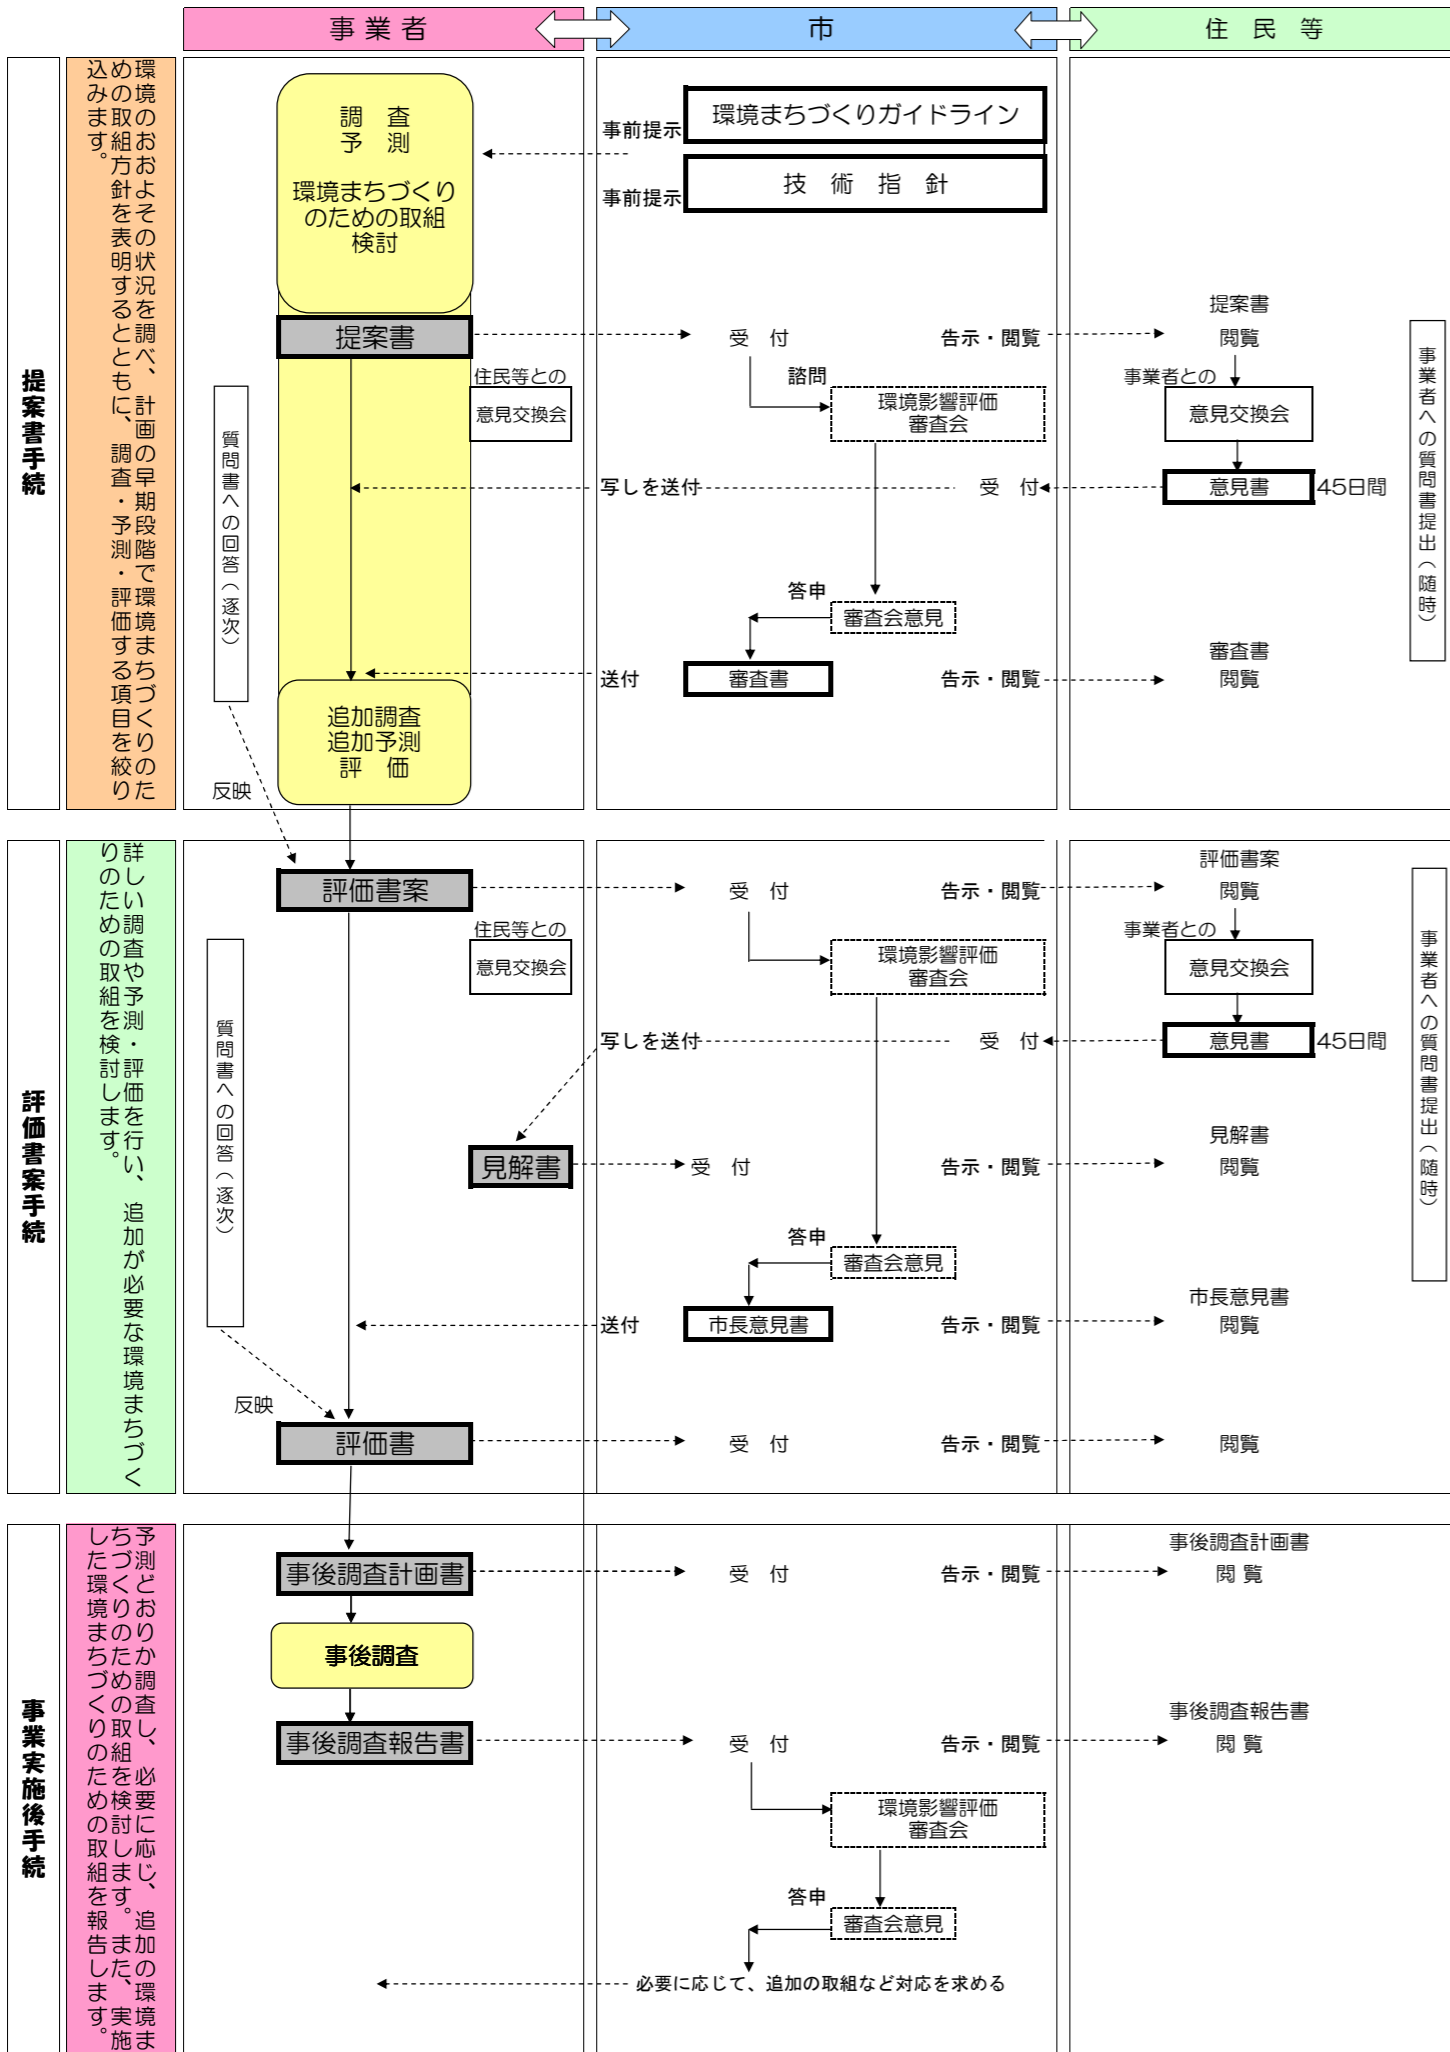 事業者
市
住民等
提案書手続
環境のおおよその状況を調べ、計画の早期段階で環境まちづくりのた
めの取組方針を表明するとともに、調査・予測・評価する項目を絞り
込みます。
調　査
予　測
環境まちづくり
のための取組
検討
事前提示
環境まちづくりガイドライン
事前提示
技　術　指　針
提案書
受　付
告示・閲覧
提案書
閲覧
住民等との
意見交換会
諮問
環境影響評価
審査会
事業者との
意見交換会
質問書への回答（逐次）
事業者への質問書提出（随時）
写しを送付
受　付
意見書
45日間
答申
審査会意見
送付
審査書
告示・閲覧
審査書
閲覧
追加調査
追加予測
評　価
反映
評価書案手続
詳しい調査や予測・評価を行い、追加が必要な環境まちづく
りのための取組を検討します。
評価書案
受　付
告示・閲覧
評価書案
閲覧
住民等との
意見交換会
環境影響評価
審査会
事業者との
意見交換会
質問書への回答（逐次）
事業者への質問書提出（随時）
写しを送付
受　付
意見書
45日間
見解書
受　付
告示・閲覧
見解書
閲覧
答申
審査会意見
送付
市長意見書
告示・閲覧
市長意見書
閲覧
反映
評価書
受　付
告示・閲覧
閲覧
事業実施後手続
予測どおりか調査し、必要に応じ、追加の環境ま
ちづくりのための取組を検討します。また、実施
した環境まちづくりのための取組を報告します。
事後調査計画書
受　付
告示・閲覧
事後調査計画書
閲 覧
事後調査
事後調査報告書
受　付
告示・閲覧
事後調査報告書
閲 覧
環境影響評価
審査会
答申
審査会意見
必要に応じて、追加の取組など対応を求める